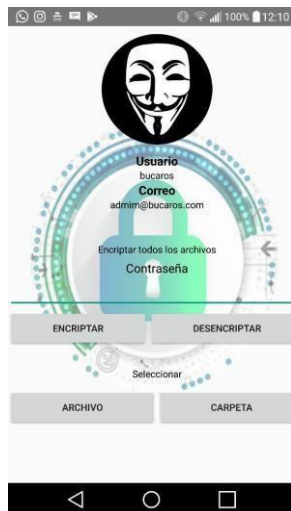 100% 12:10
Usuario
bucaros
Correo
admim@bucaros.com
Encriptar todos los archivos
Contraseña
ENCRIPTAR DESENCRIPTAR
Seleccionar
ARCHIVO CARPETA